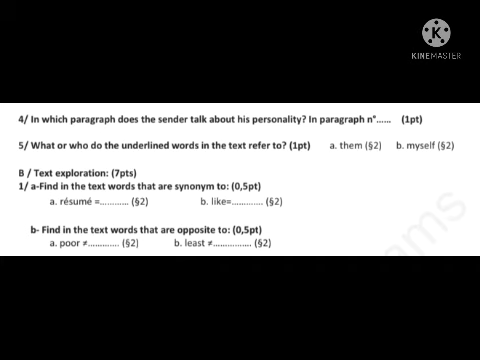 KINEMASTER
4/ In which paragraph does the sender talk about his personality? In paragraph n°...... (1pt)
5/ What or who do the underlined words in the text refer to? (1pt) a. them (§2) b. myself (§2)
B / Text exploration: (7pts)
1/ a-Find in the text words that are synonym to: (0,5pt)
a. résumé =............ (§2) b. like=............. (§2)
b- Find in the text words that are opposite to: (0,5pt)
a. poor ≠............. (§2) b. least ≠................ (§2)